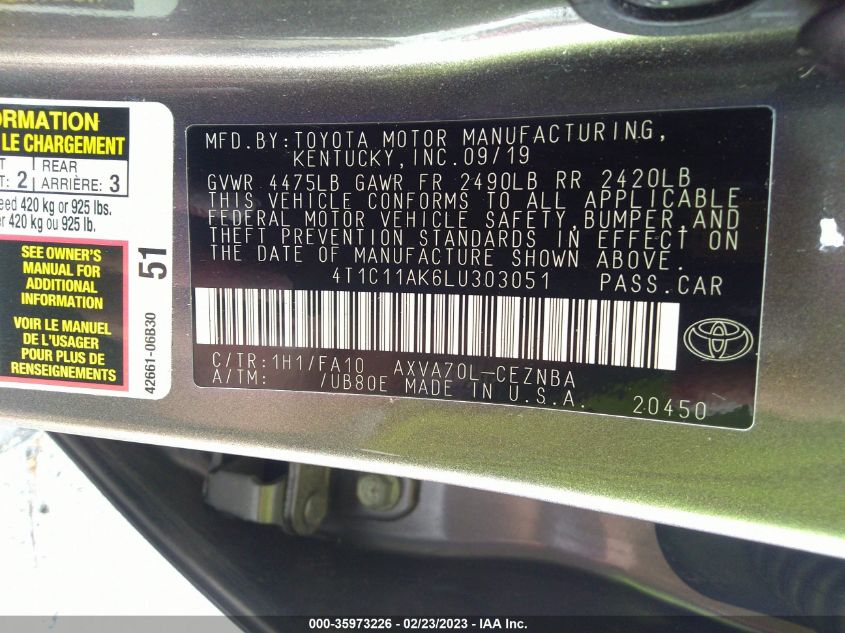 ORMATION
LE CHARGEMENT
T REAR
T: 2 ARRIÈRE: 3
eed 420 kg or 925 lbs.
r 420 kg ou 925 lb.
SEE OWNER'S
MANUAL FOR
ADDITIONAL
INFORMATION
VOIR LE MANUEL
DE L'USAGER
POUR PLUS DE
RENSEIGNEMENTS
51
42661-06B30
MFD.BY:TOYOTA MOTOR MANUFACTURING,
KENTUCKY,INC.09/19
GVWR 4475LB GAWR FR 2490LB RR 2420LB
THIS VEHICLE CONFORMS TO ALL APPLICABLE
FEDERAL MOTOR VEHICLE SAFETY,BUMPER,AND
THEFT PREVENTION STANDARDS IN EFFECT ON
THE DATE OF MANUFACTURE SHOWN ABOVE.
4T1C11AK6LU303051 PASS.CAR
C/TR:1H1/FA10 AXVA70L-CEZNBA
A/TM: /UB80E MADE IN U.S.A. 20450
000-35973226 - 02/23/2023 - IAA Inc.